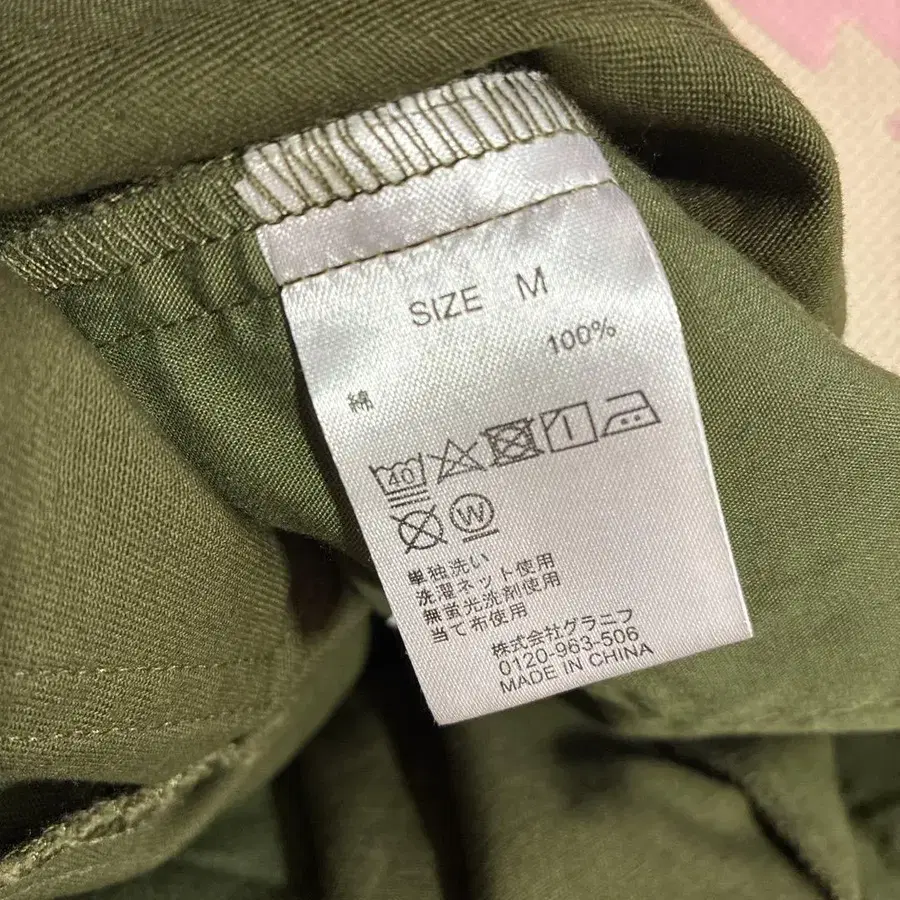 SIZE M
綿 100%
40
W
単独洗い
洗濯ネット使用
無蛍光洗剤使用
当て布使用
株式会社グラニフ
0120-963-506
MADE IN CHINA